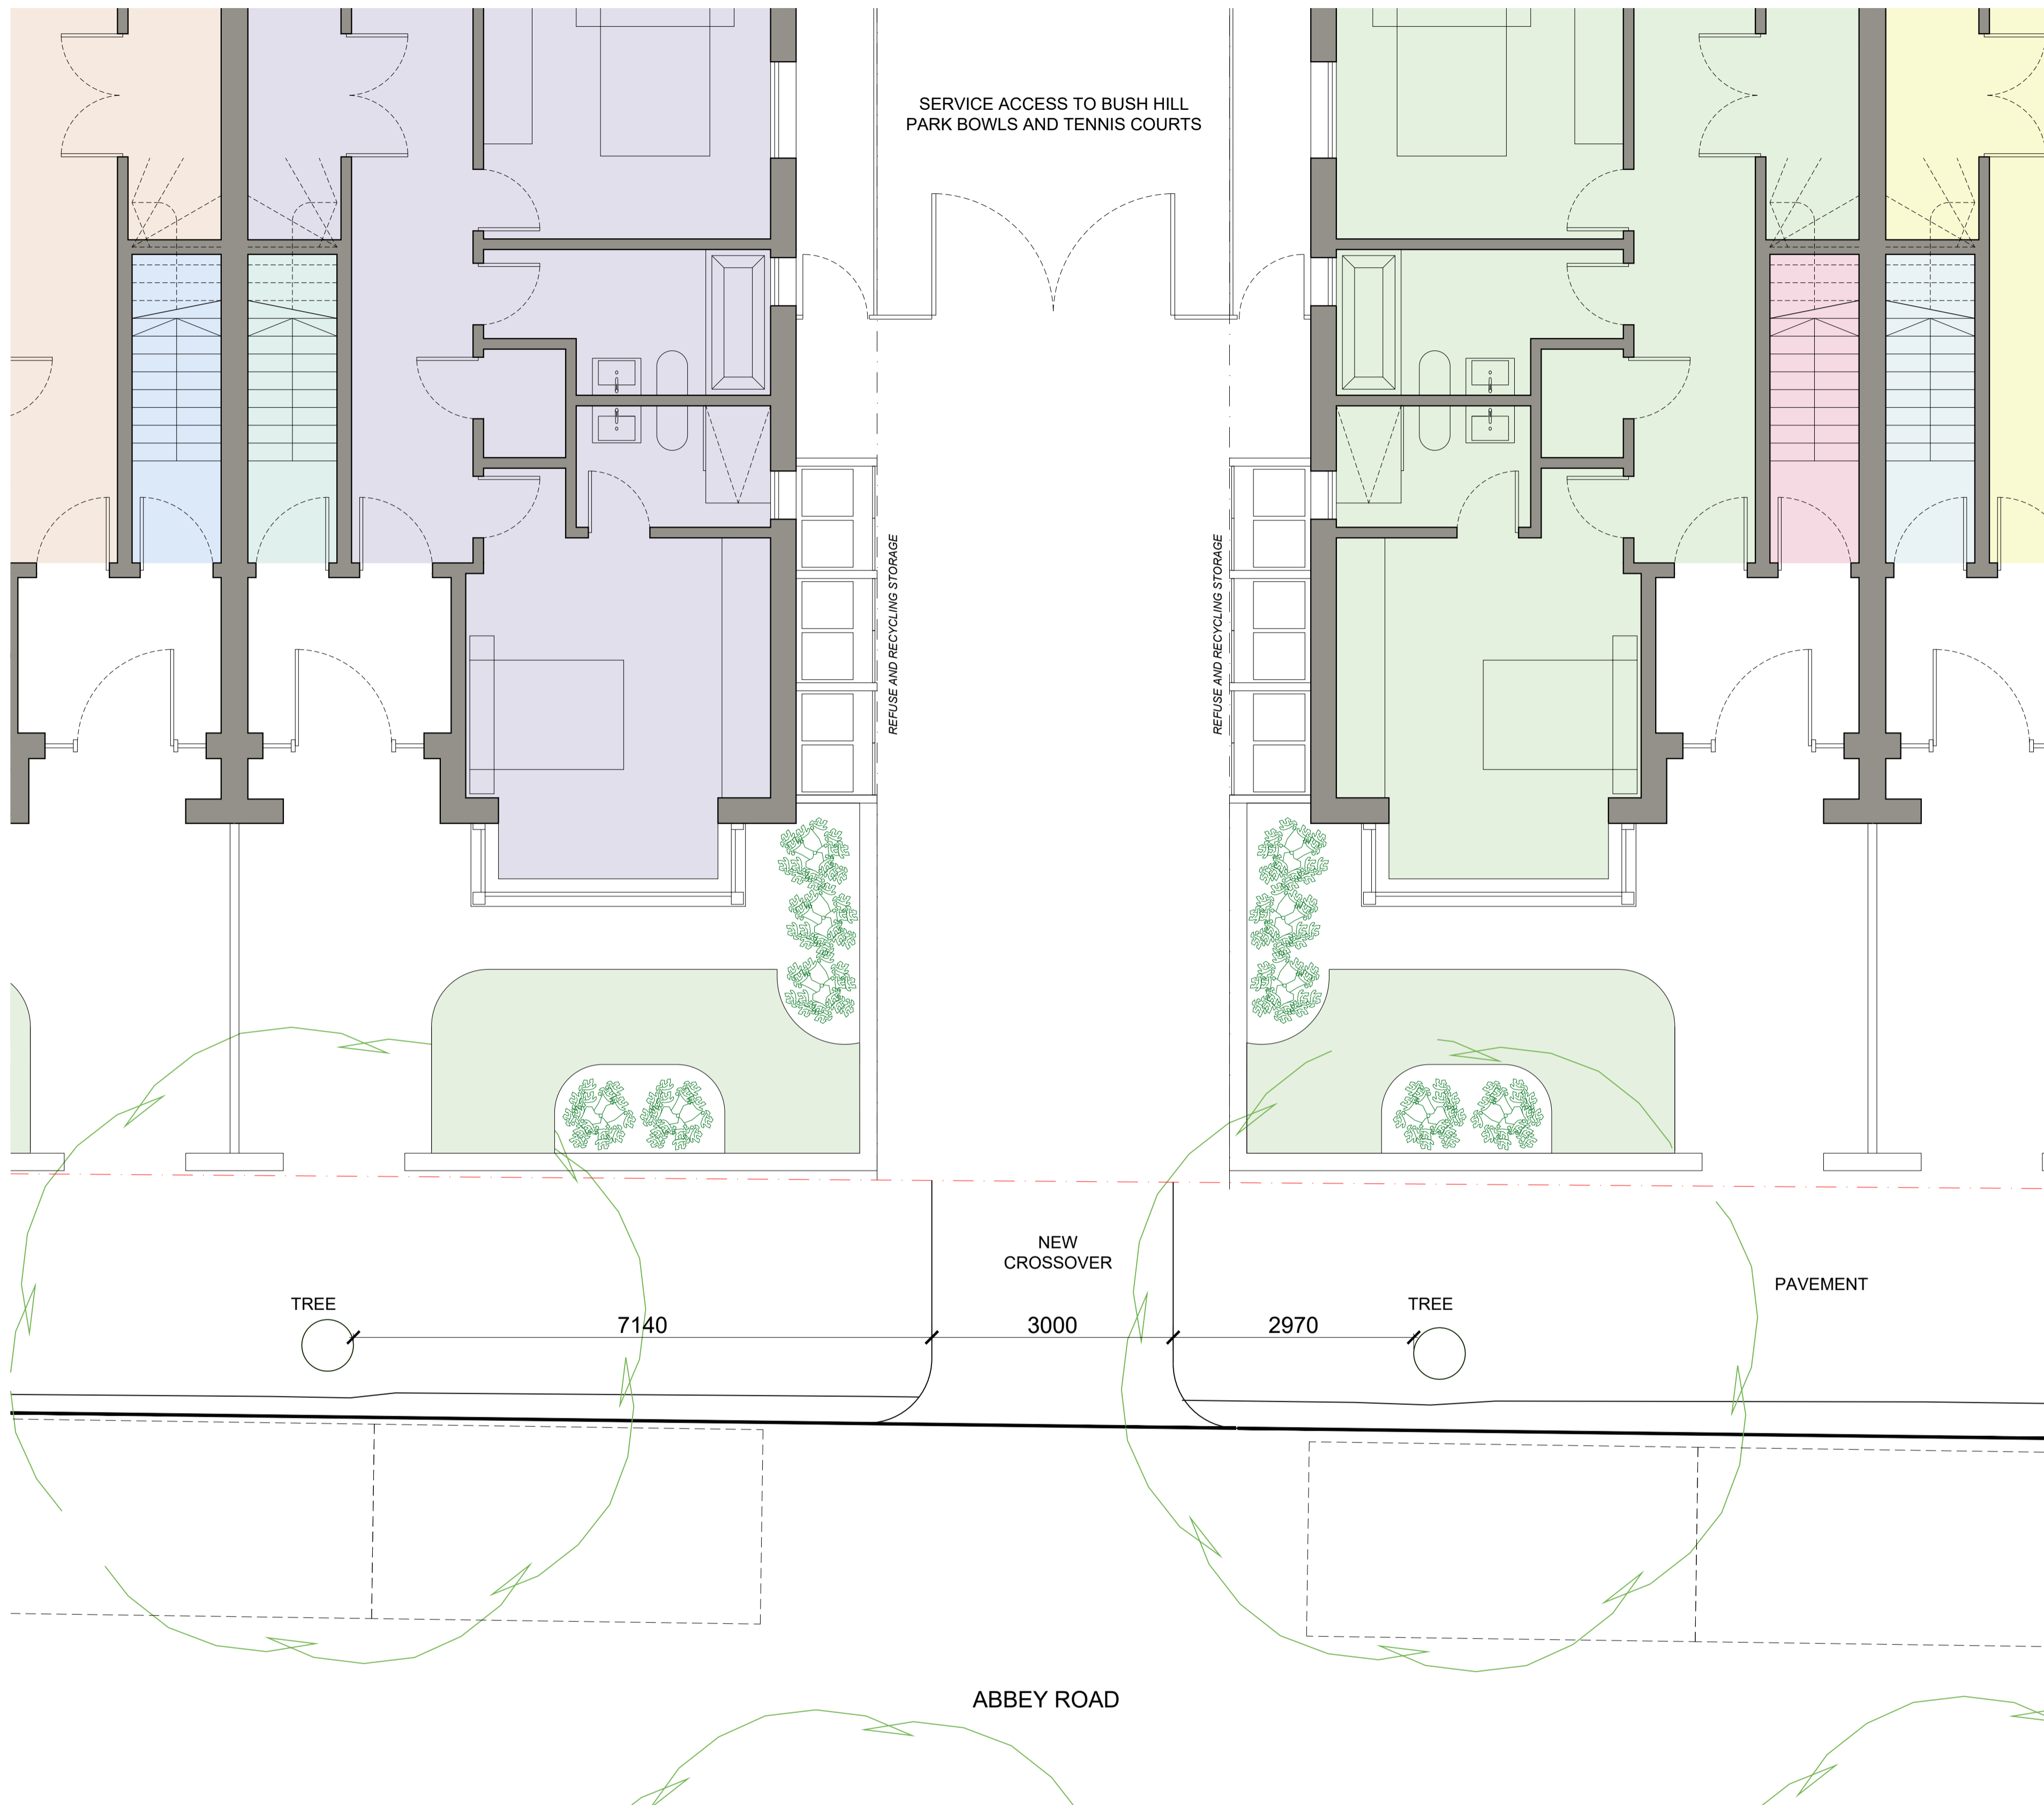 SERVICE ACCESS TO BUSH HILL
PARK BOWLS AND TENNIS COURTS
REFUSE AND RECYCLING STORAGE
REFUSE AND RECYCLING STORAGE
NEW
CROSSOVER
PAVEMENT
TREE
TREE
7140
3000
2970
ABBEY ROAD